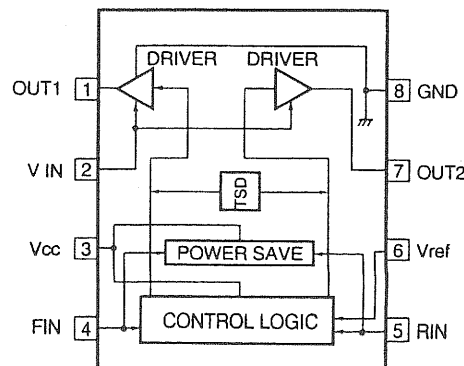 DRIVER DRIVER
OUT1 1
8 GND
V IN 2
7 OUT2
TSD
Vcc 3
POWER SAVE
6 Vref
FIN 4
CONTROL LOGIC
5 RIN